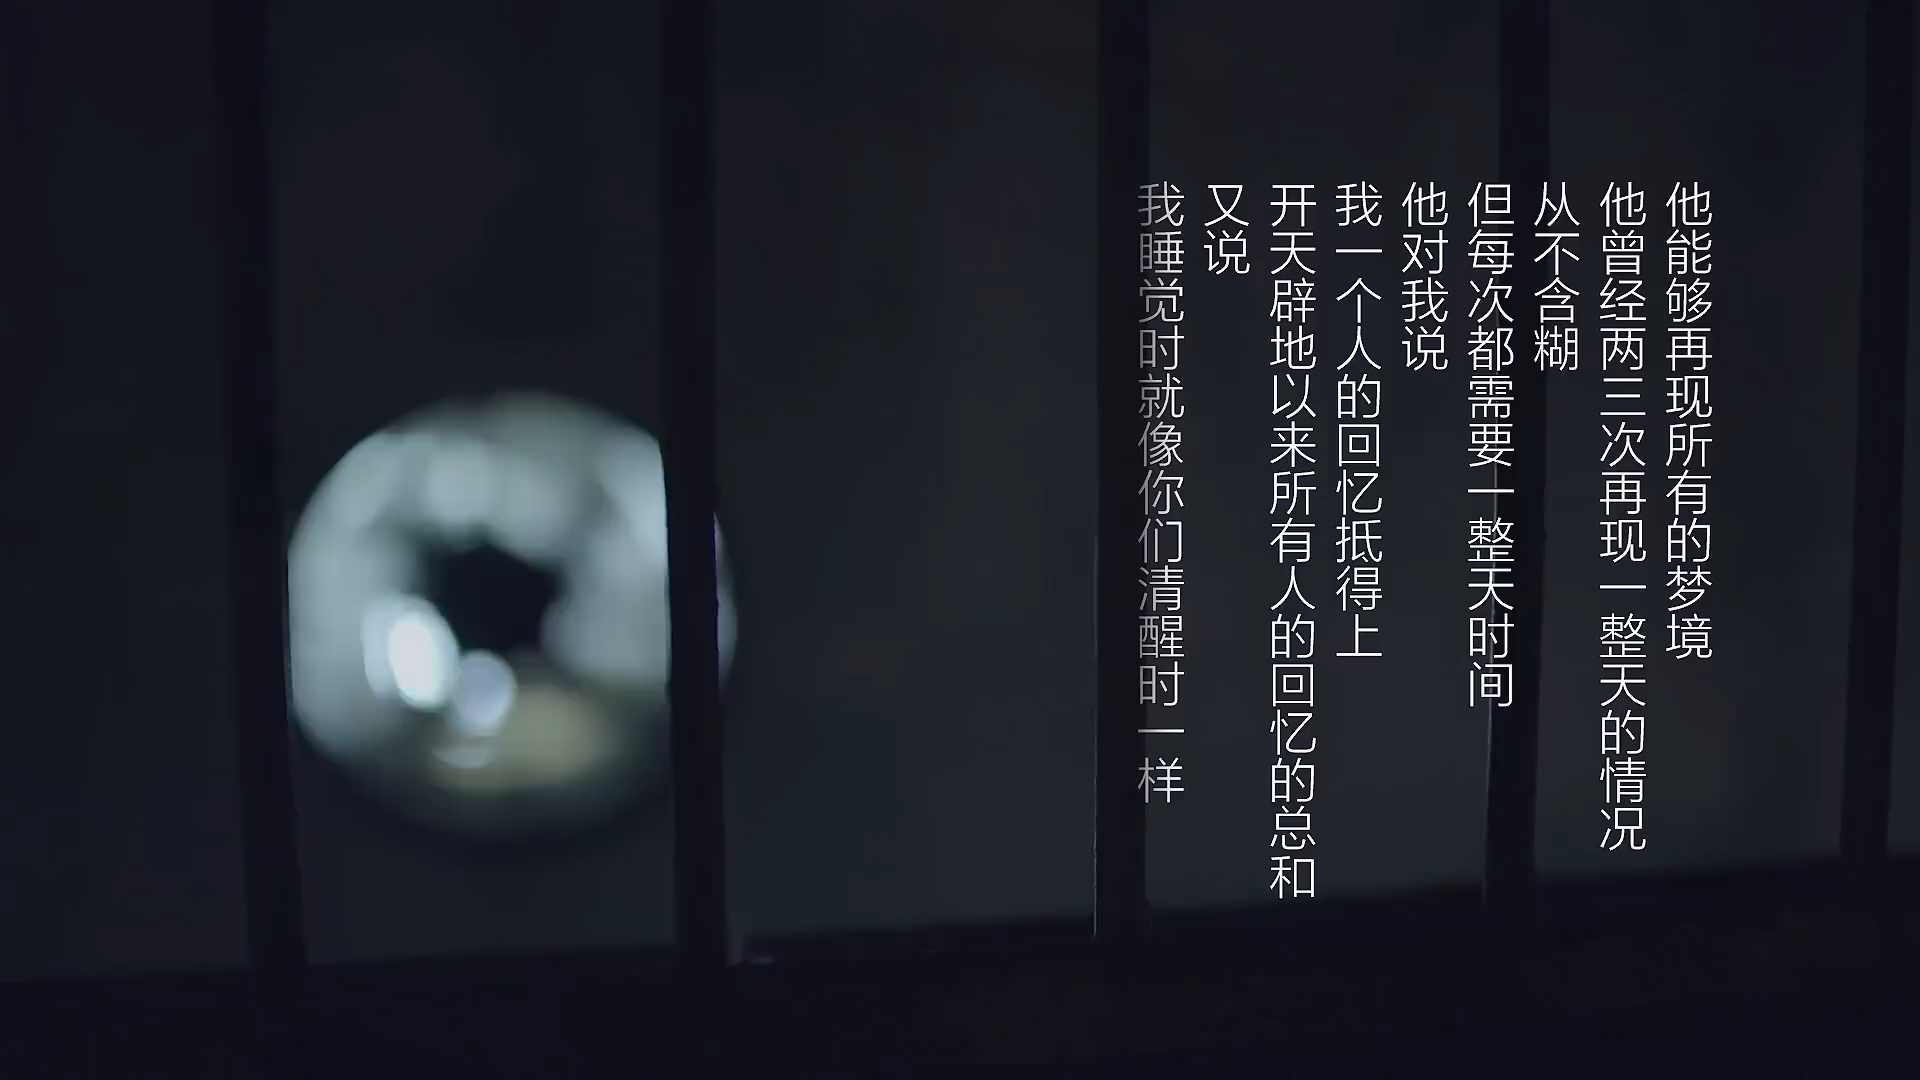 他能够再现所有的梦境
他曾经两三次再现一整天的情况
从不含糊
但每次都需要一整天时间
他对我说
我一个人的回忆抵得上
开天辟地以来所有人的回忆的总和
又说
我睡觉时就像你们清醒时一样